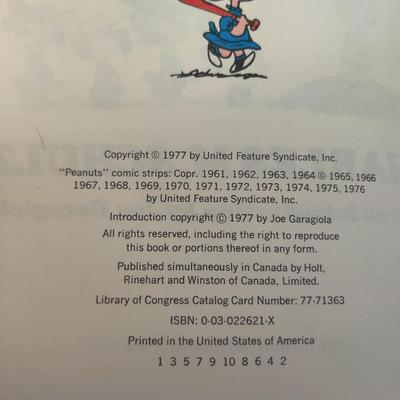 Copyright © 1977 by United Feature Syndicate, Inc.
"Peanuts" comic strips: Copr. 1961, 1962, 1963, 1964 © 1965, 1966
1967, 1968, 1969, 1970, 1971, 1972, 1973, 1974, 1975, 1976
by United Feature Syndicate, Inc.
Introduction copyright © 1977 by Joe Garagiola
All rights reserved, including the right to reproduce
this book or portions thereof in any form.
Published simultaneously in Canada by Holt,
Rinehart and Winston of Canada, Limited.
Library of Congress Catalog Card Number: 77-71363
ISBN: 0-03-022621-X
Printed in the United States of America
1 3 5 7 9 10 8 6 4 2